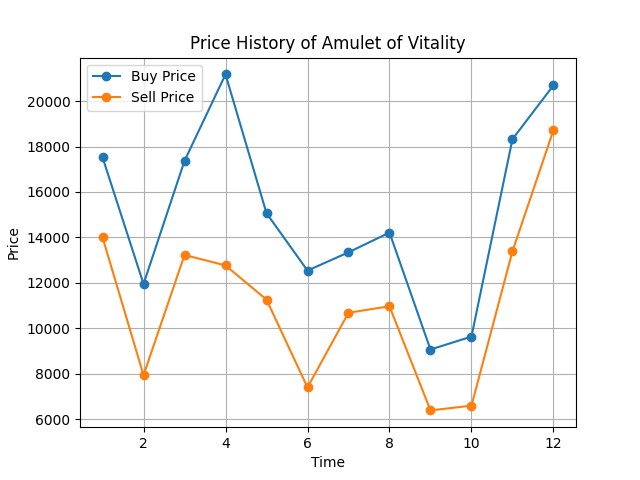 Price History of Amulet of Vitality
Buy Price
Sell Price
20000
18000
16000
14000
12000
10000
8000
6000
Price
2 4 6 8 10 12
Time